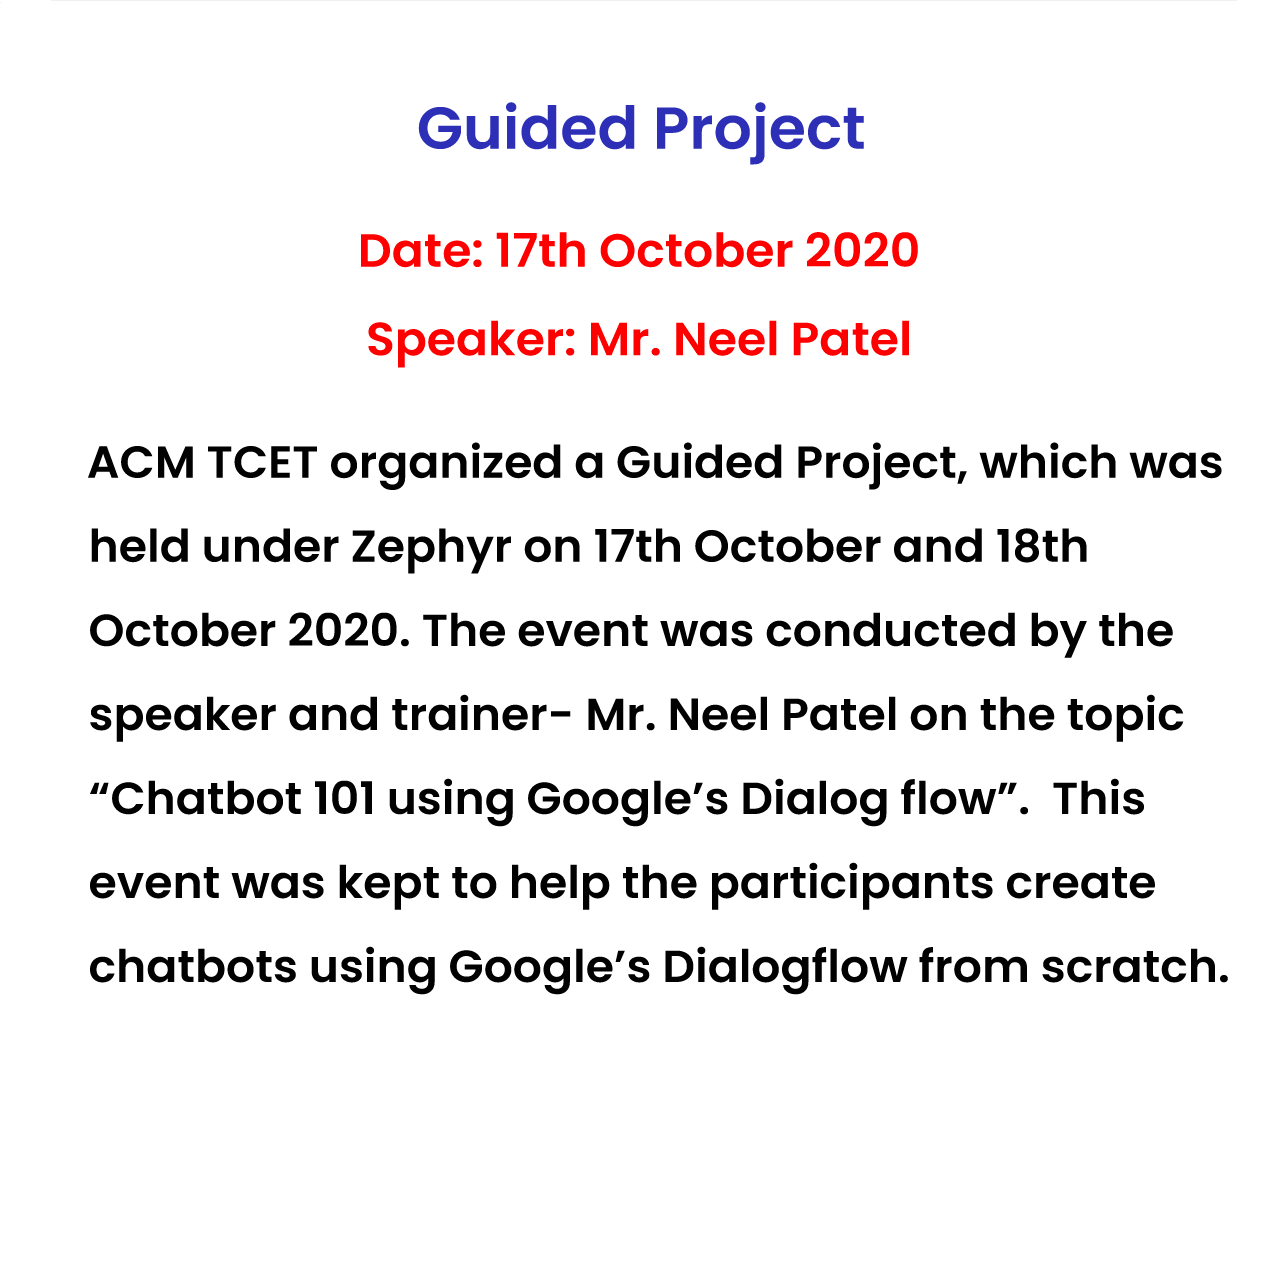 Guided Project
Date: 17th October 2020
Speaker: Mr. Neel Patel
ACM TCET organized a Guided Project, which was
held under Zephyr on 17th October and 18th
October 2020. The event was conducted by the
speaker and trainer- Mr. Neel Patel on the topic
“Chatbot 101 using Google’s Dialog flow”.  This
event was kept to help the participants create
chatbots using Google’s Dialogflow from scratch.